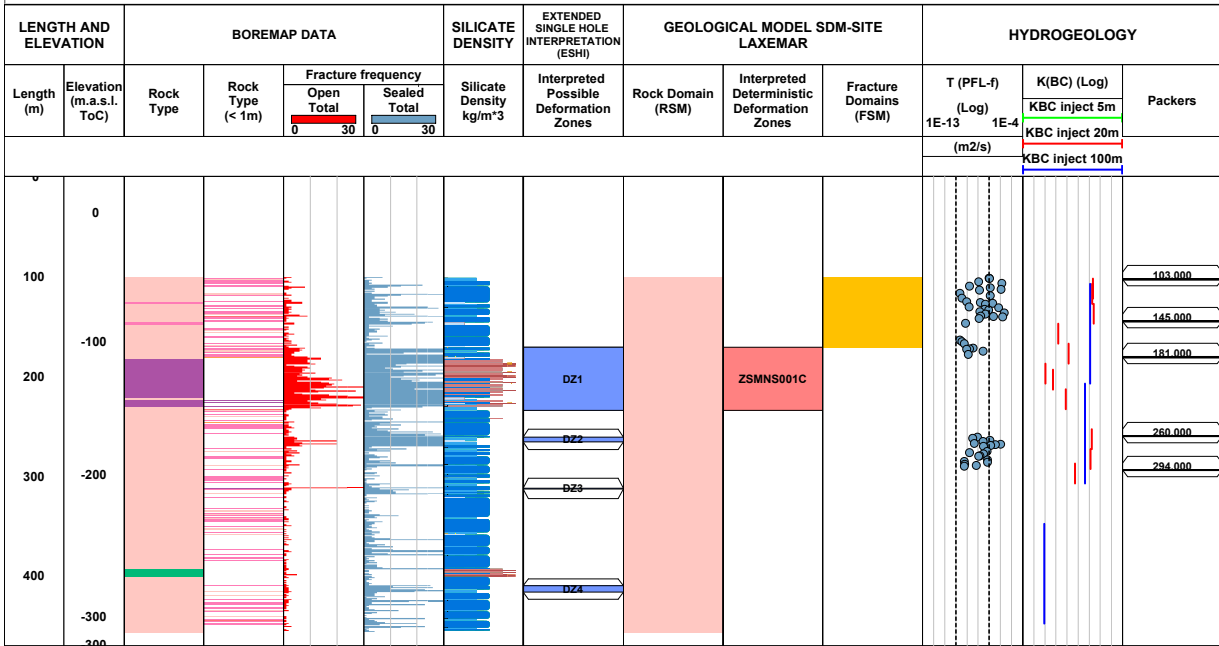 LENGTH AND
ELEVATION
BOREMAP DATA
SILICATE
DENSITY
EXTENDED
SINGLE HOLE
INTERPRETATION
(ESHI)
GEOLOGICAL MODEL SDM-SITE
LAXEMAR
HYDROGEOLOGY
Length
(m)
Elevation
(m.a.s.l.
ToC)
Rock
Type
Rock
Type
(< 1m)
Fracture frequency
Open
Total
0 30
Sealed
Total
0 30
Silicate
Density
kg/m*3
Interpreted
Possible
Deformation
Zones
Rock Domain
(RSM)
Interpreted
Deterministic
Deformation
Zones
Fracture
Domains
(FSM)
T (PFL-f)
(Log)
1E-13 1E-4
(m2/s)
K(BC) (Log)
KBC inject 5m
KBC inject 20m
KBC inject 100m
Packers
0
0
100
103.000
145.000
-100
181.000
200
DZ1
ZSMNS001C
260.000
DZ2
294.000
-200
300
DZ3
400
DZ4
-300
-300